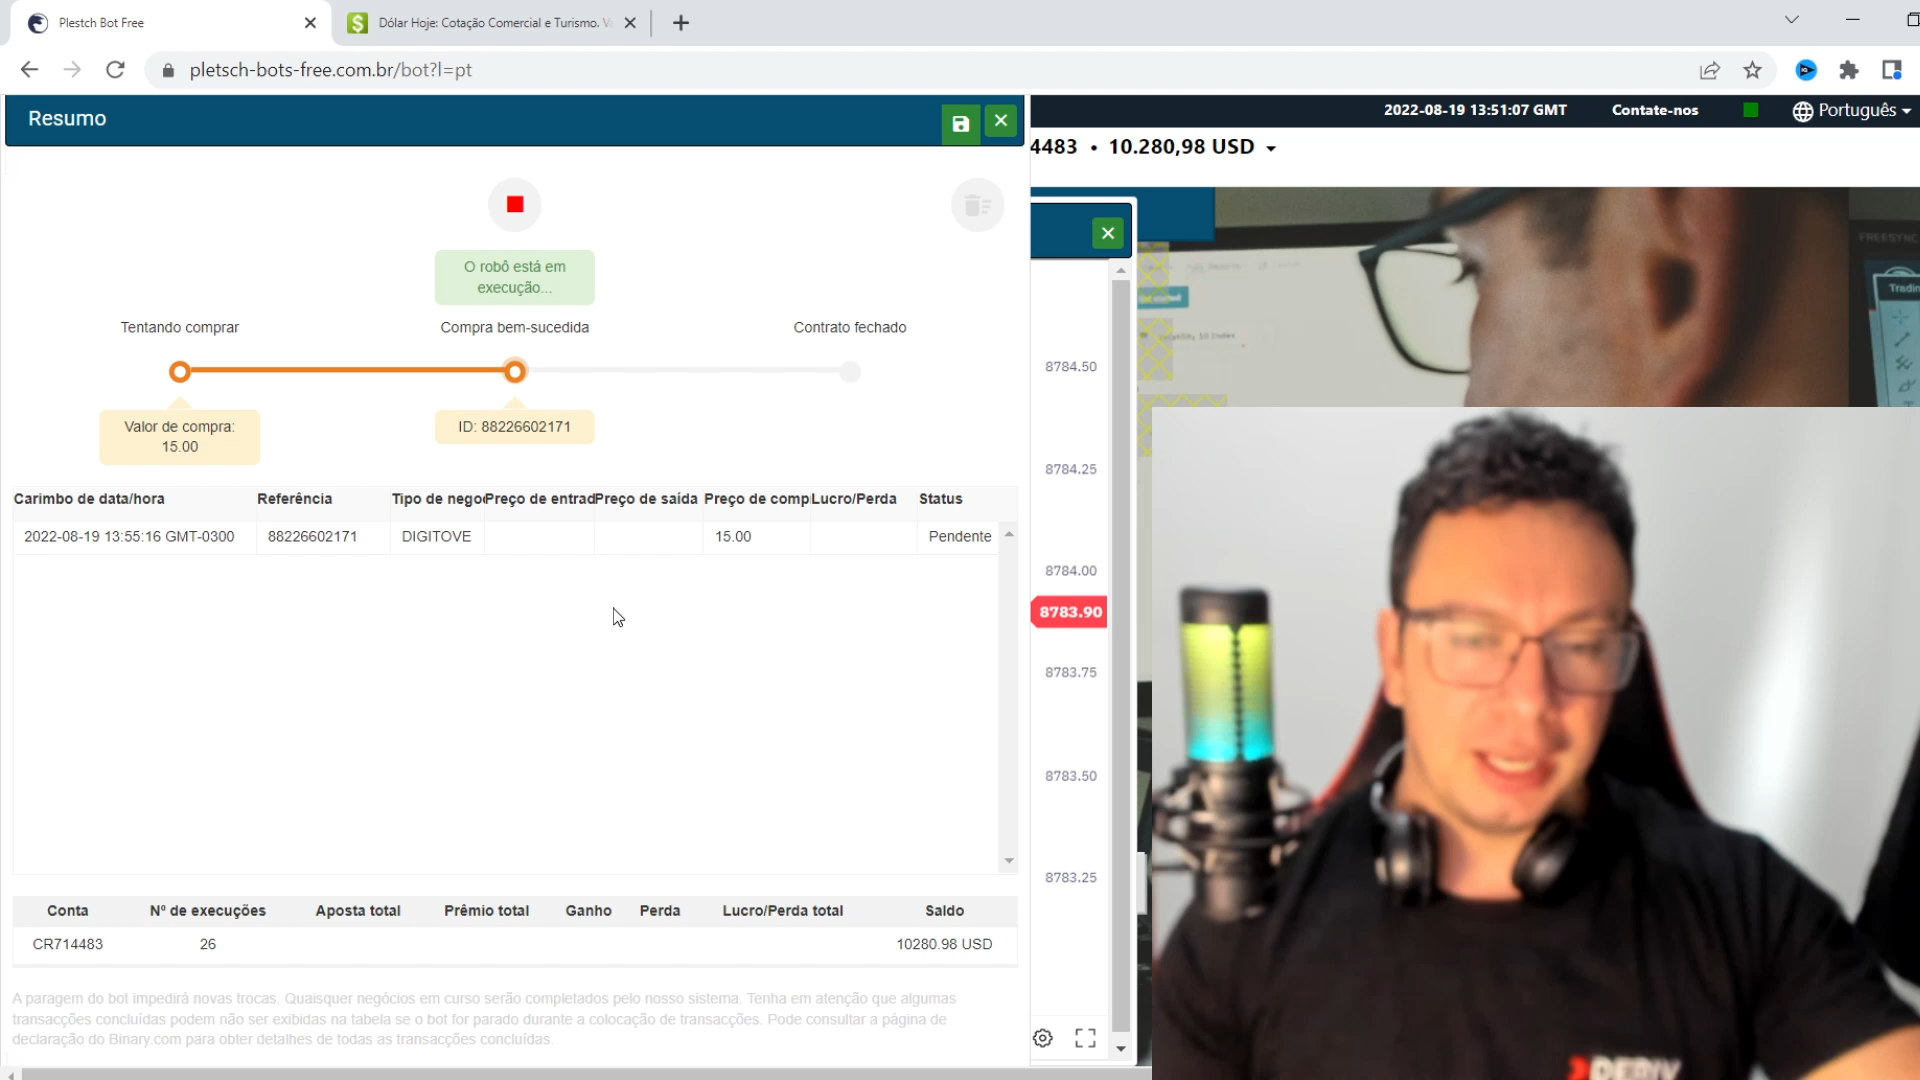 Plestch Bot Free
Dólar Hoje: Cotação Comercial e Turismo. V
pletsch-bots-free.com.br/bot?l=pt
Resumo
2022-08-19 13:51:07 GMT
Contate-nos
Português
4483 • 10.280,98 USD
O robô está em
execução...
Tentando comprar
Compra bem-sucedida
Contrato fechado
Valor de compra:
15.00
ID: 88226602171
Carimbo de data/hora
Referência
Tipo de nego
Preço de entrad
Preço de saída
Preço de comp
Lucro/Perda
Status
2022-08-19 13:55:16 GMT-0300
88226602171
DIGITOVE
15.00
Pendente
8784.50
8784.25
8784.00
8783.90
8783.75
8783.50
8783.25
FREESYNC
Tradin
Conta
Nº de execuções
Aposta total
Prêmio total
Ganho
Perda
Lucro/Perda total
Saldo
CR714483
26
10280.98 USD
A paragem do bot impedirá novas trocas. Quaisquer negócios em curso serão completados pelo nosso sistema. Tenha em atenção que algumas
transacções concluídas podem não ser exibidas na tabela se o bot for parado durante a colocação de transacções. Pode consultar a página de
declaração do Binary.com para obter detalhes de todas as transacções concluídas.
DERIV